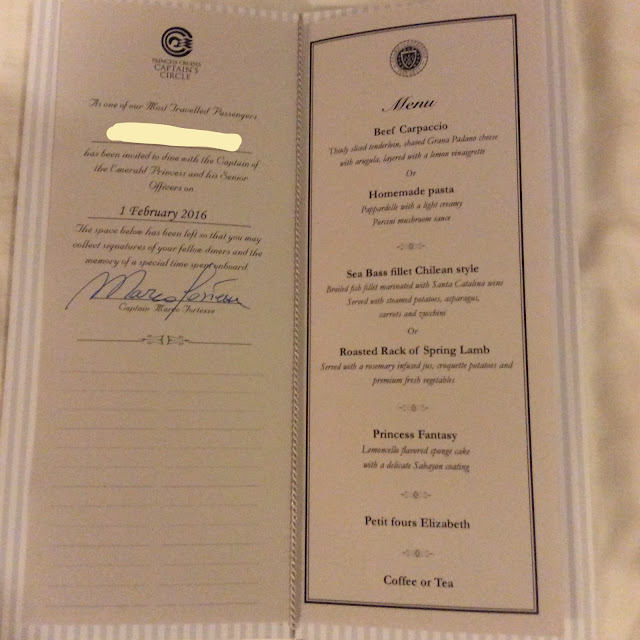 PRINCESS CRUISES
CAPTAIN'S
CIRCLE
As one of our Most Travelled Passengers
has been invited to dine with the Captain of
the Emerald Princess and his Senior
Officers on
1 February 2016
The space below has been left so that you may
collect signatures of your fellow diners and the
memory of a special time spent onboard.
Captain Marco Fortezze
Menu
Beef Carpaccio
Thinly sliced tenderloin, shaved Grana Padano cheese
with arugula, layered with a lemon vinaigrette
Or
Homemade pasta
Pappardelle with a light creamy
Porcini mushroom sauce
Sea Bass fillet Chilean style
Broiled fish fillet marinated with Santa Catalina wine
Served with steamed potatoes, asparagus,
carrots and zucchini
Or
Roasted Rack of Spring Lamb
Served with a rosemary infused jus, croquette potatoes and
premium fresh vegetables
Princess Fantasy
Lemoncello flavored sponge cake
with a delicate Sabayon coating
Petit fours Elizabeth
Coffee or Tea